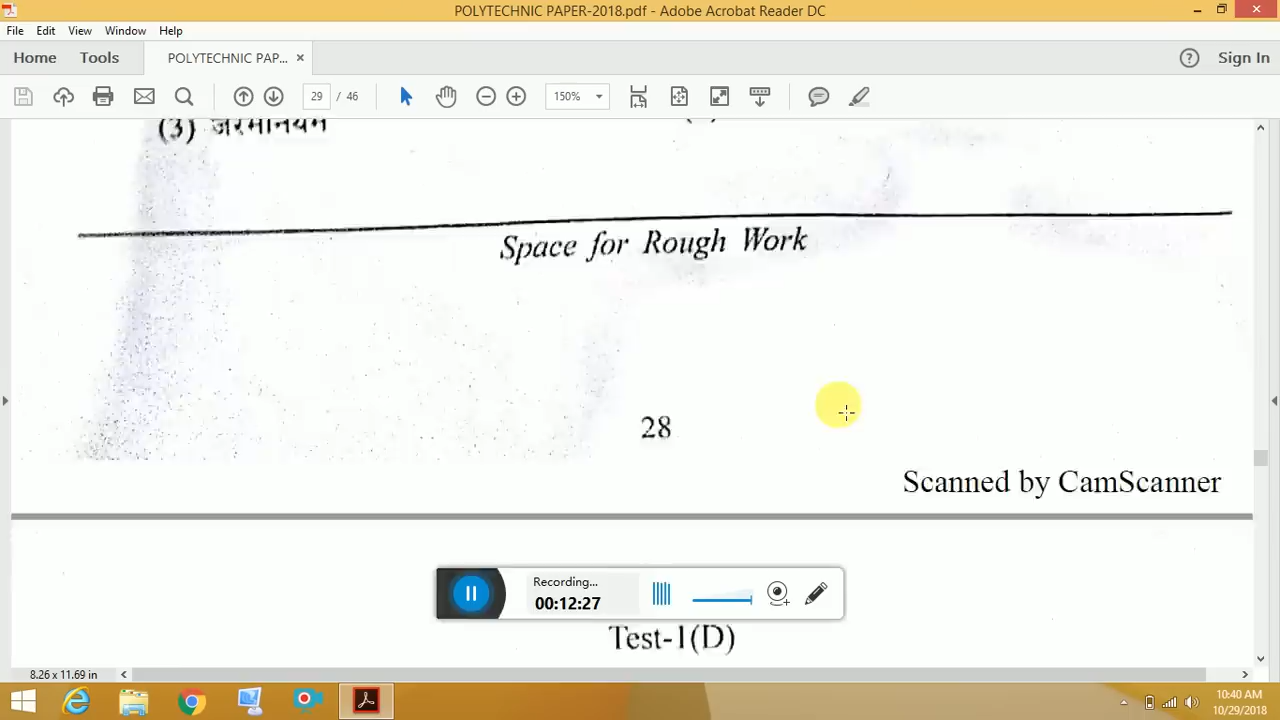 POLYTECHNIC PAPER-2018.pdf - Adobe Acrobat Reader DC
File Edit View Window Help
Home Tools POLYTECHNIC PAP... × Sign In
29 / 46 150%
(3) जरमेनियम
Space for Rough Work
28
Scanned by CamScanner
Recording...
00:12:27
Test-1(D)
8.26 x 11.69 in
10:40 AM
10/29/2018